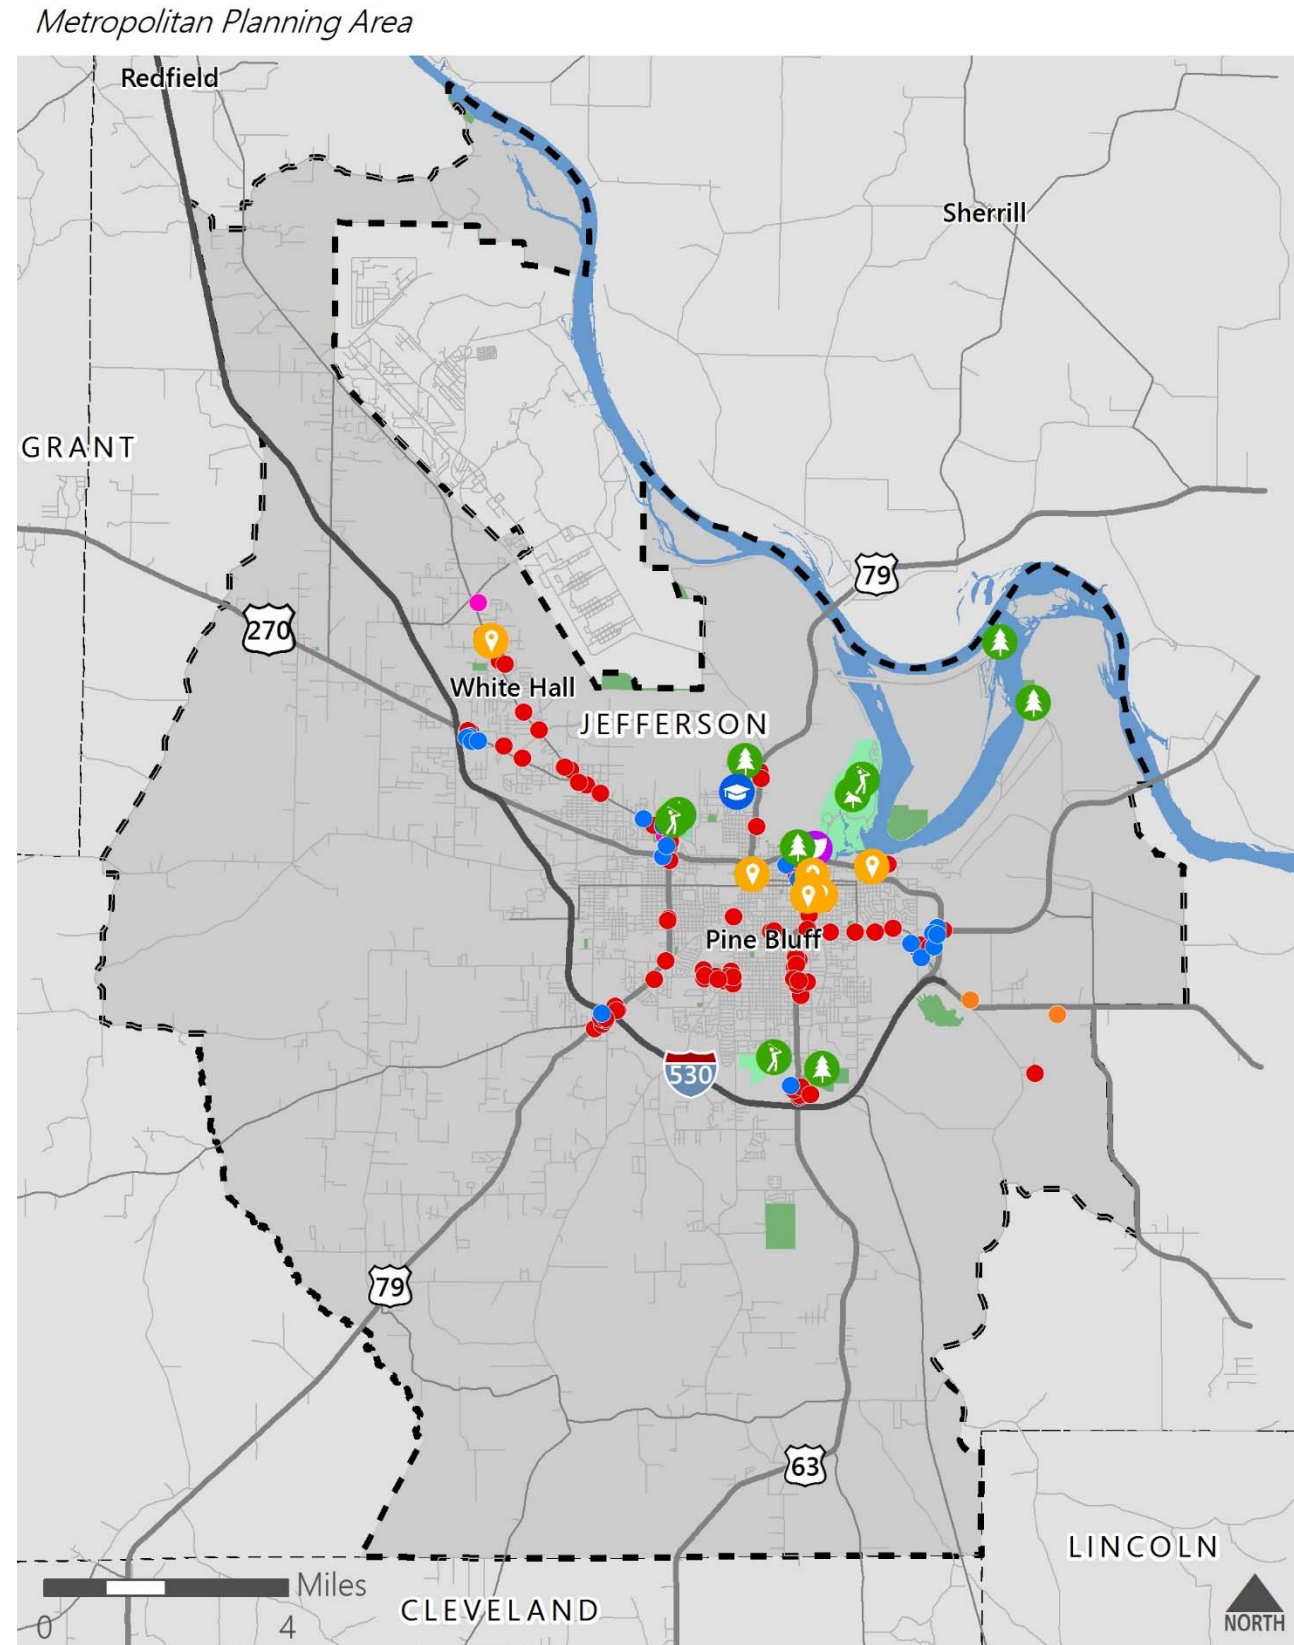 Metropolitan Planning Area
Redfield
Sherrill
GRANT
79
270
White Hall
JEFFERSON
Pine Bluff
530
79
63
LINCOLN
Miles
0
4
CLEVELAND
NORTH